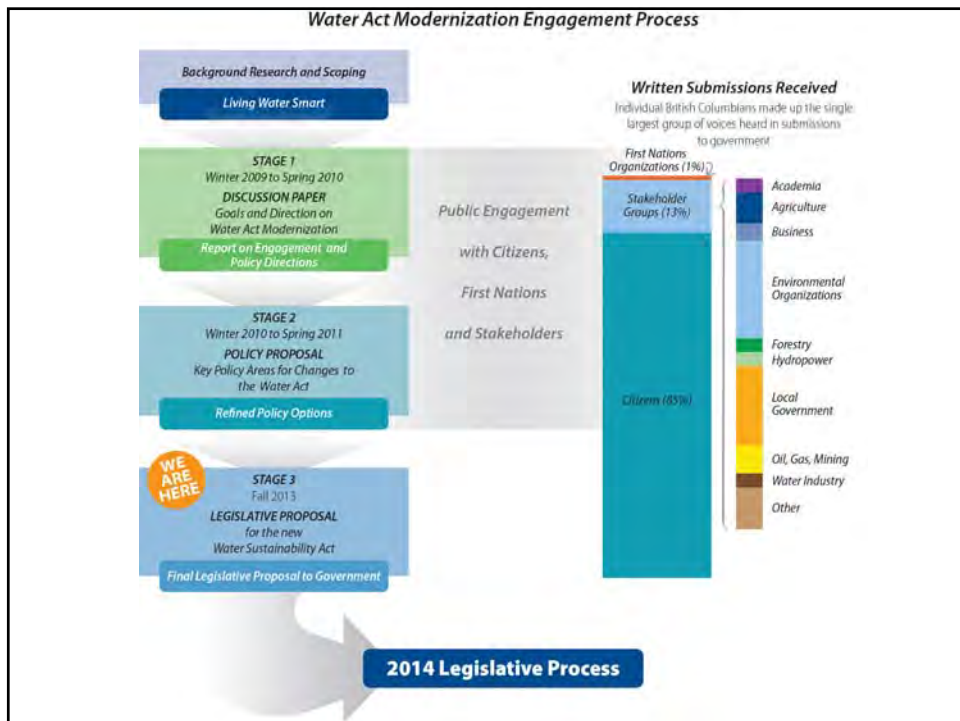 Water Act Modernization Engagement Process
Background Research and Scoping
Living Water Smart
STAGE 1
Winter 2009 to Spring 2010
DISCUSSION PAPER
Goals and Direction on
Water Act Modernization
Report on Engagement and
Policy Directions
STAGE 2
Winter 2010 to Spring 2011
POLICY PROPOSAL
Key Policy Areas for Changes to
the Water Act
Refined Policy Options
WE
ARE
HERE
STAGE 3
Fall 2013
LEGISLATIVE PROPOSAL
for the new
Water Sustainability Act
Final Legislative Proposal to Government
2014 Legislative Process
Public Engagement
with Citizens,
First Nations
and Stakeholders
Written Submissions Received
Individual British Columbians made up the single
largest group of voices heard in submissions
to government
First Nations
Organizations (1%)
Stakeholder
Groups (13%)
Citizens (85%)
Academia
Agriculture
Business
Environmental
Organizations
Forestry
Hydropower
Local
Government
Oil, Gas, Mining
Water Industry
Other